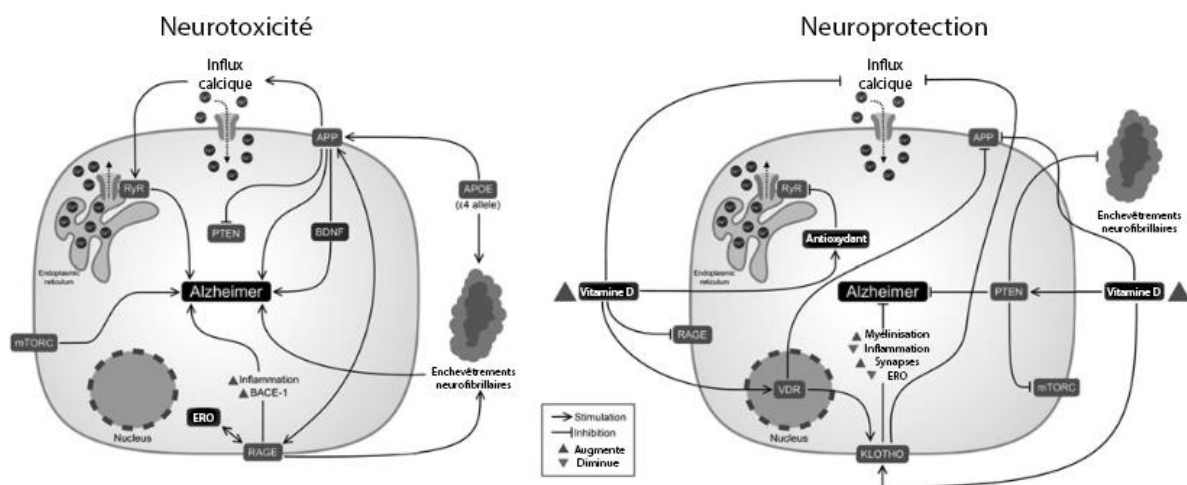 Neurotoxicité
Influx
calcique
APP
RyR
APOE
(ε4 allele)
PTEN
BDNF
Endoplasmic
reticulum
Alzheimer
mTORC
Enchevêtrements
neurofibrillaires
Inflammation
BACE-1
ERO
Nucleus
RAGE
Neuroprotection
Influx
calcique
APP
RyR
Enchevêtrements
neurofibrillaires
Antioxydant
Endoplasmic
reticulum
Vitamine D
Alzheimer
PTEN
Vitamine D
RAGE
Myélinisation
Inflammation
Synapses
ERO
VDR
mTORC
Nucleus
KLOTHO
Stimulation
Inhibition
Augmente
Diminue